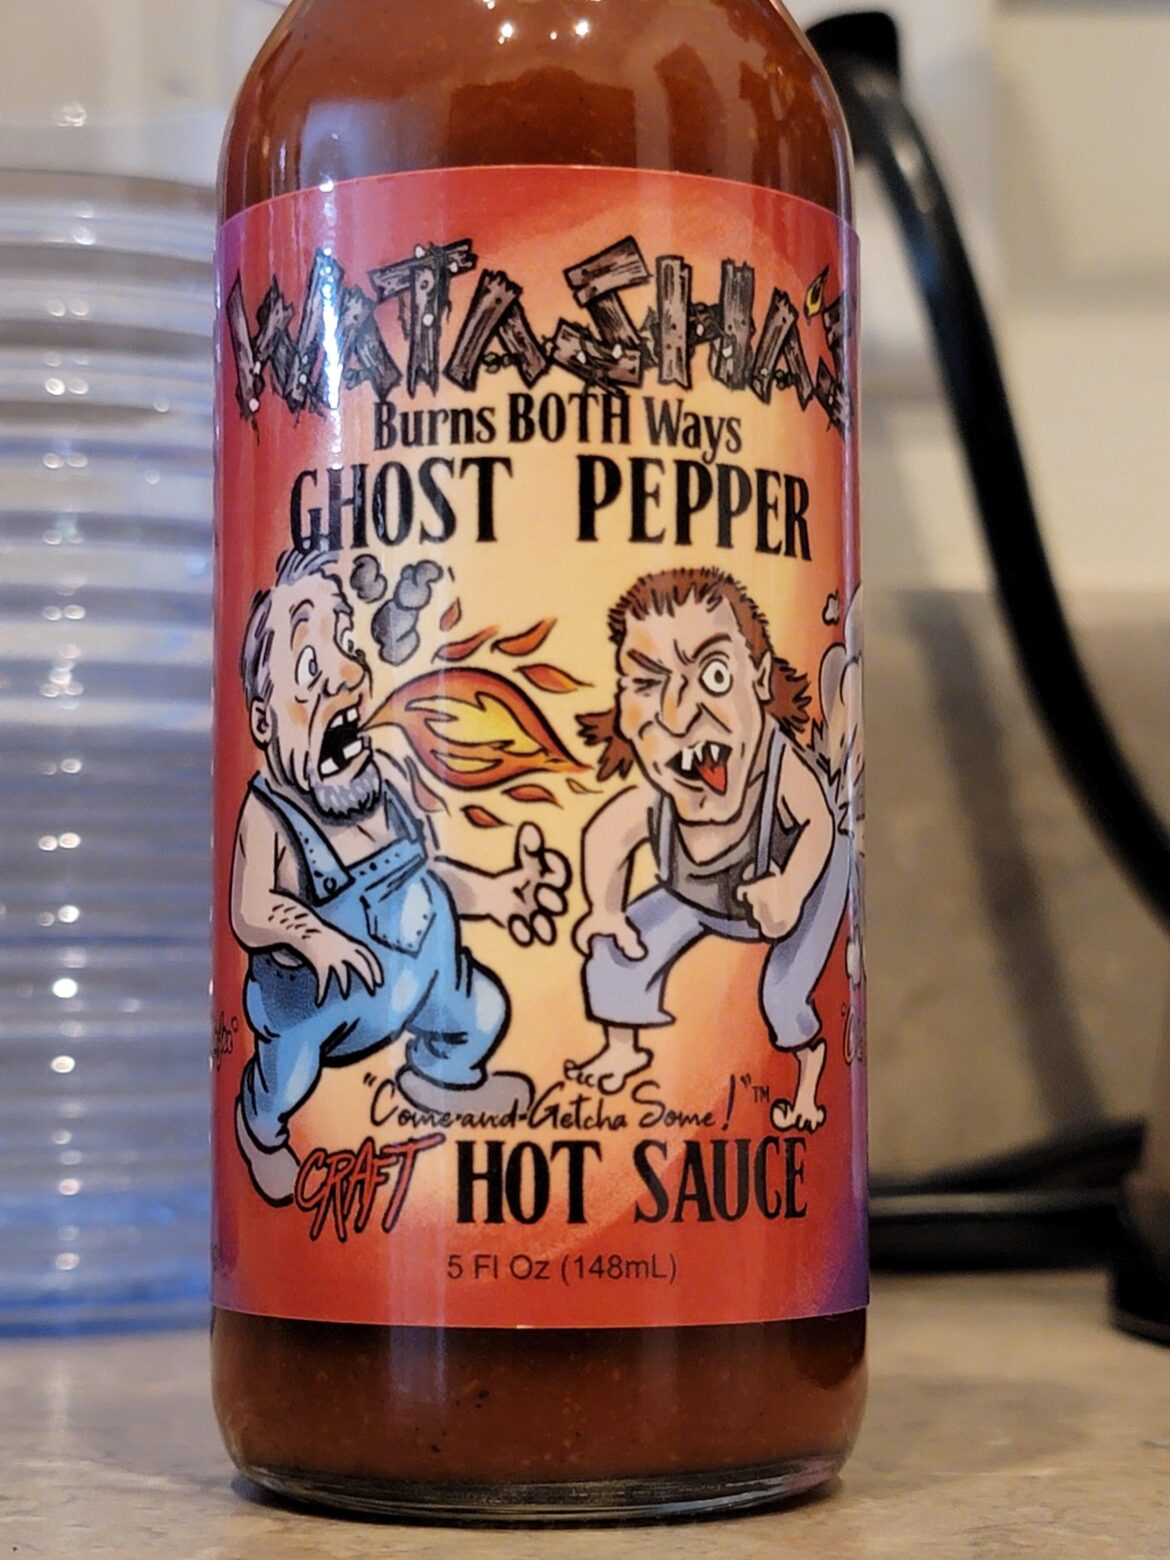 WATASHA'S
Burns BOTH Ways
GHOST PEPPER
"Come-and-Getcha Some!"™
CRAFT HOT SAUCE
5 Fl Oz (148mL)